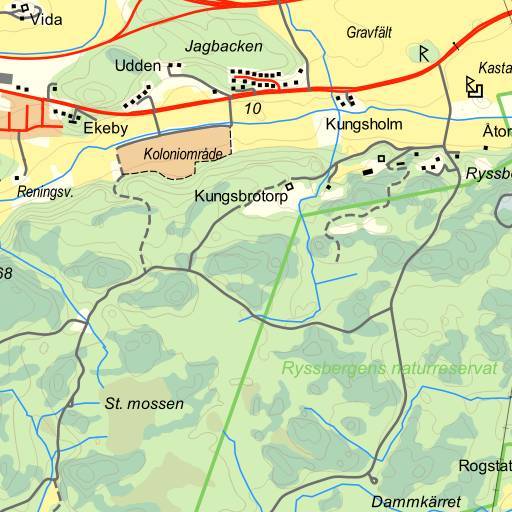 Vida
Gravfält
Jagbacken
Udden
Kasta
10
Ekeby
Kungsholm
Åtor
Koloniområde
Ryssbe
Reningsv.
Kungsbrotorp
68
Ryssbergens naturreservat
St. mossen
Rogstat
Dammkärret